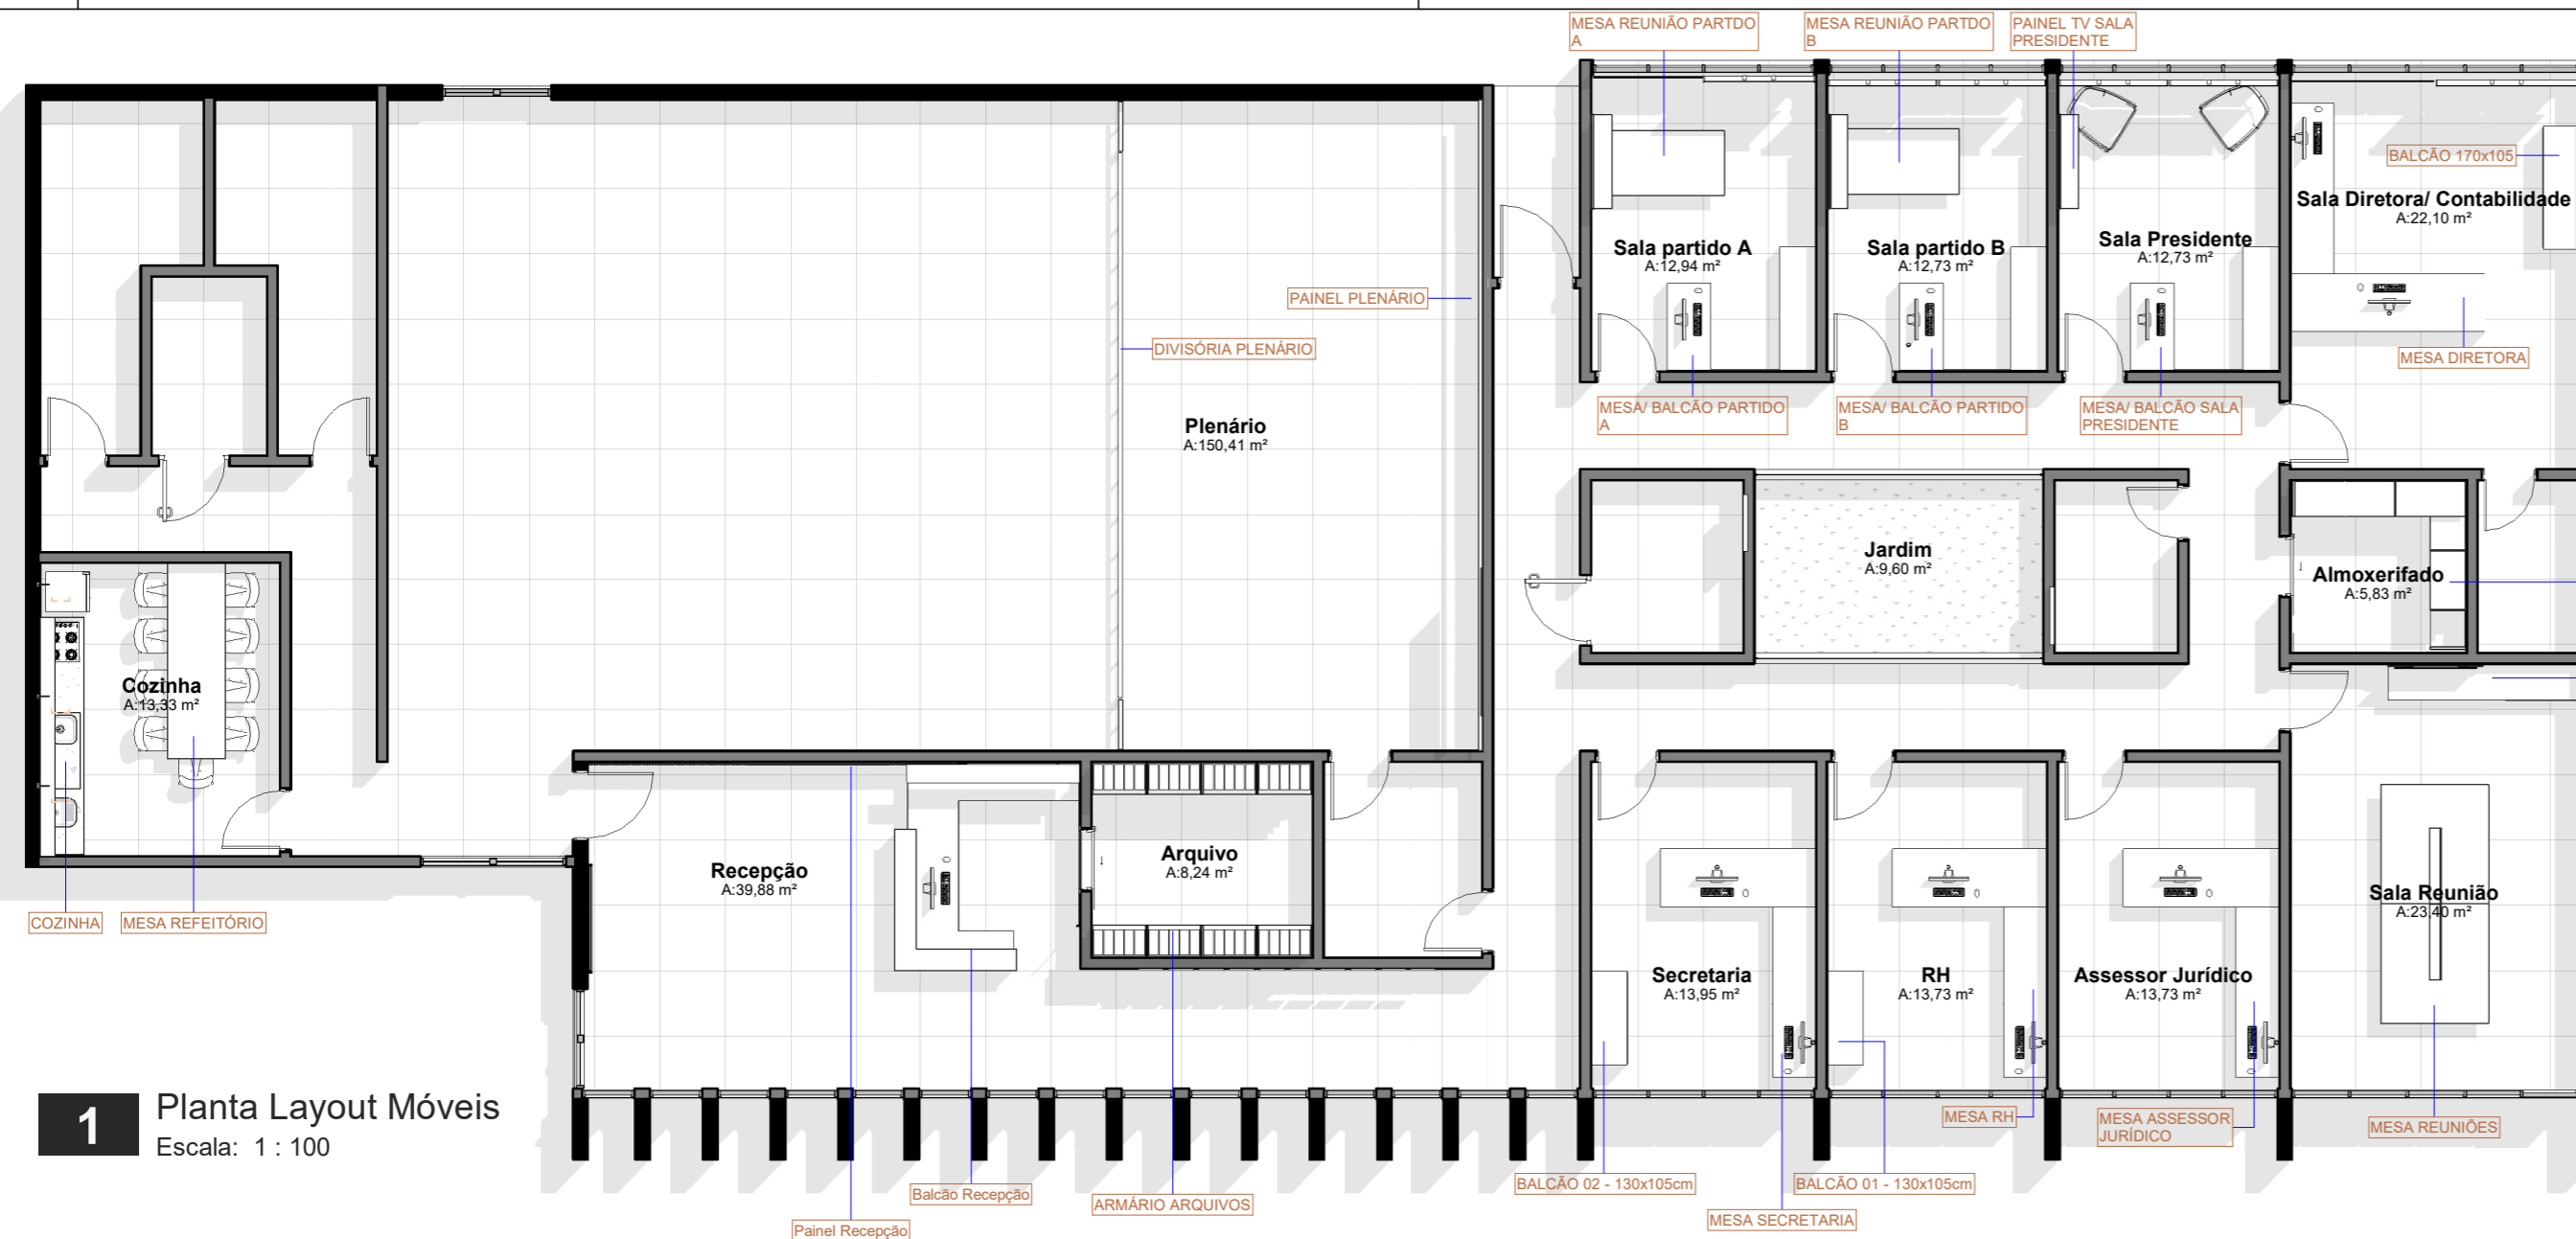 MESA REUNIÃO PARTDO
A
MESA REUNIÃO PARTDO
B
PAINEL TV SALA
PRESIDENTE
BALCÃO 170x105
Sala Diretora/ Contabilidade
A:22,10 m²
Sala partido A
A:12,94 m²
Sala partido B
A:12,73 m²
Sala Presidente
A:12,73 m²
PAINEL PLENÁRIO
DIVISÓRIA PLENÁRIO
MESA DIRETORA
MESA/ BALCÃO PARTIDO
A
MESA/ BALCÃO PARTIDO
B
MESA/ BALCÃO SALA
PRESIDENTE
Plenário
A:150,41 m²
Jardim
A:9,60 m²
Almoxerifado
A:5,83 m²
Cozinha
A:13,33 m²
Recepção
A:39,88 m²
Arquivo
A:8,24 m²
Sala Reunião
A:23,40 m²
COZINHA
MESA REFEITÓRIO
Secretaria
A:13,95 m²
RH
A:13,73 m²
Assessor Jurídico
A:13,73 m²
1
Planta Layout Móveis
Escala: 1 : 100
MESA RH
MESA ASSESSOR
JURÍDICO
MESA REUNIÕES
BALCÃO 02 - 130x105cm
BALCÃO 01 - 130x105cm
Balcão Recepção
ARMÁRIO ARQUIVOS
MESA SECRETARIA
Painel Recepção